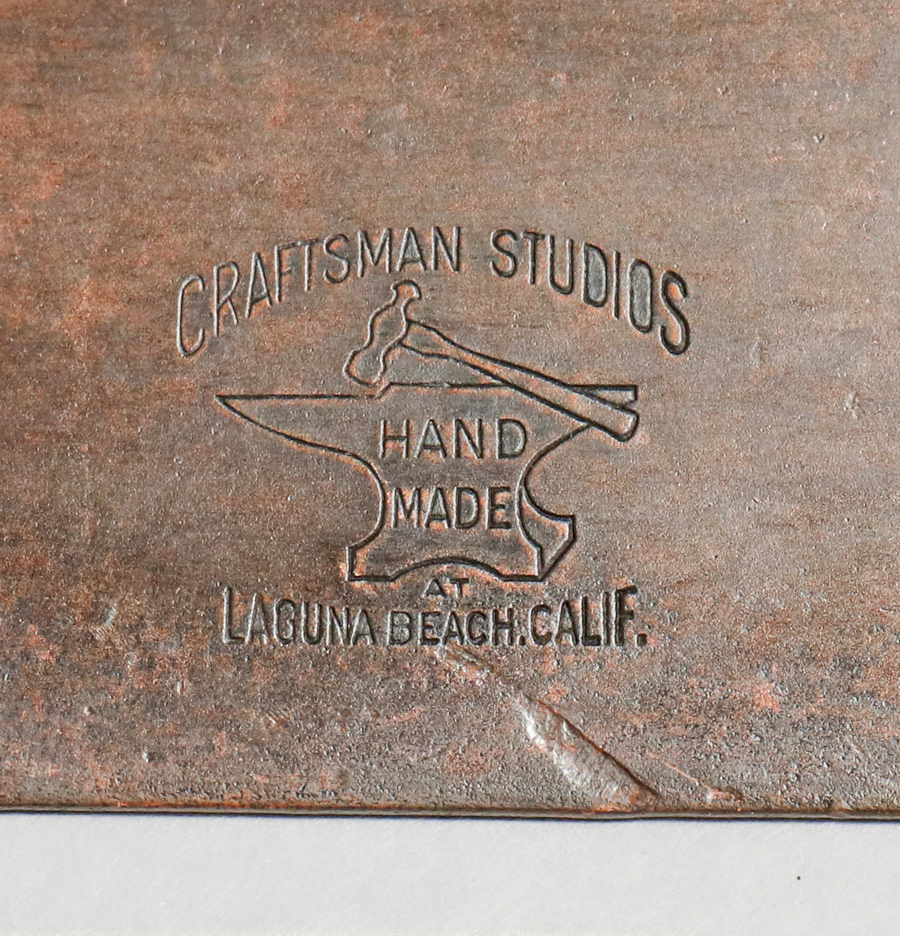 CRAFTSMAN STUDIOS
HAND
MADE
AT
LAGUNA BEACH. CALIF.